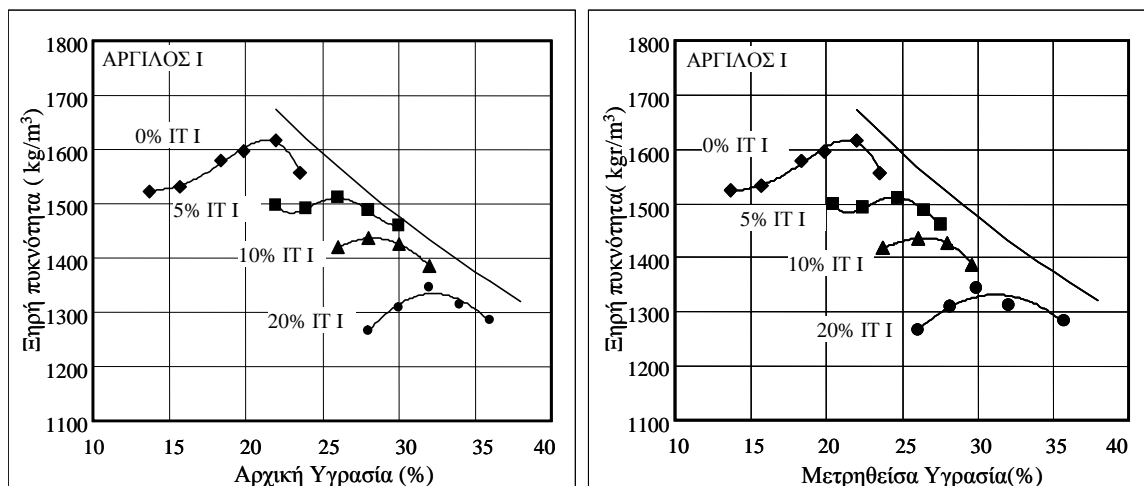 1800
ΑΡΓΙΛΟΣ Ι
1700
0% ΙΤ Ι
1600
5% ΙΤ Ι
1500
10% ΙΤ Ι
1400
20% ΙΤ Ι
1300
1200
1100
10 15 20 25 30 35 40
Ξηρή πυκνότητα ( kg/m³)
Αρχική Υγρασία (%)
1800
ΑΡΓΙΛΟΣ Ι
1700
0% ΙΤ Ι
1600
5% ΙΤ Ι
1500
10% ΙΤ Ι
1400
20% ΙΤ Ι
1300
1200
1100
10 15 20 25 30 35 40
Ξηρή πυκνότητα( kgr/m³)
Μετρηθείσα Υγρασία(%)